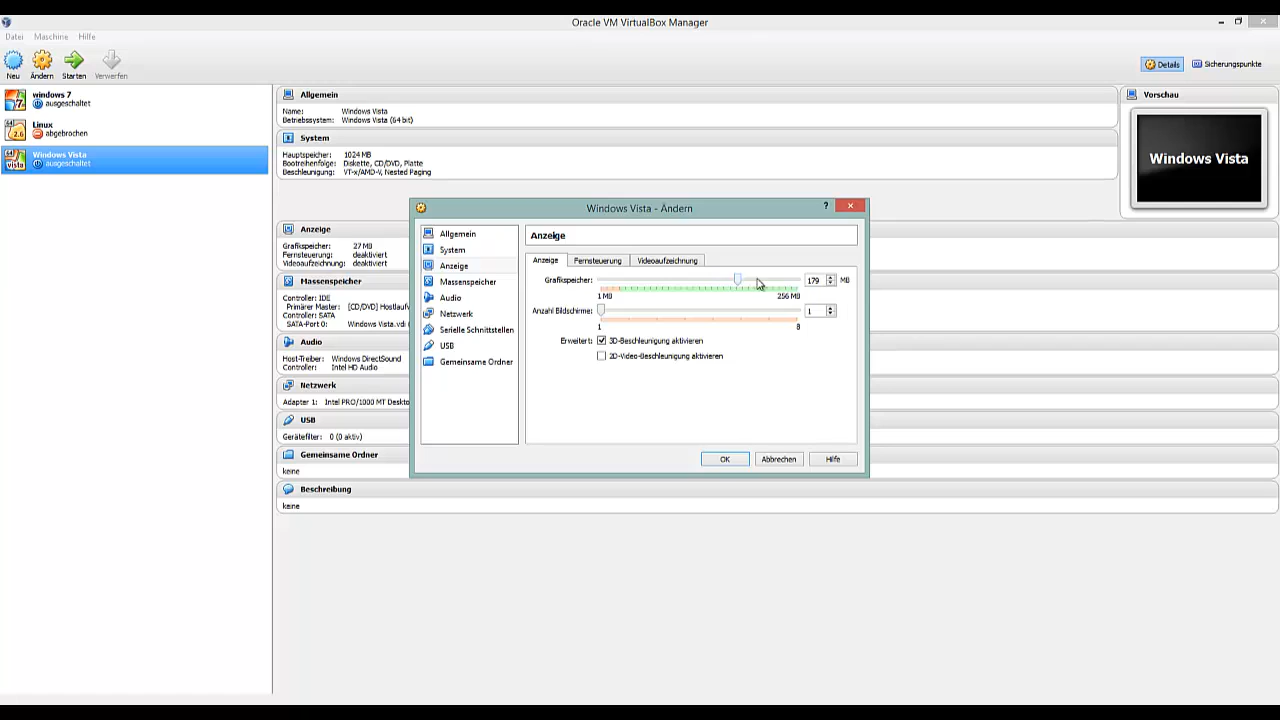 Oracle VM VirtualBox Manager
Datei Maschine Hilfe
Neu Ändern Starten Verwerfen
Details Sicherungspunkte
windows 7
ausgeschaltet
Linux
abgebrochen
Windows Vista
ausgeschaltet
Allgemein
Name: Windows Vista
Betriebssystem: Windows Vista (64 bit)
System
Hauptspeicher: 1024 MB
Bootreihenfolge: Diskette, CD/DVD, Platte
Beschleunigung: VT-x/AMD-V, Nested Paging
Vorschau
Windows Vista
Anzeige
Grafikspeicher: 27 MB
Fernsteuerung: deaktiviert
Videoaufzeichnung: deaktiviert
Massenspeicher
Controller: IDE
Primärer Master: [CD/DVD] Hostlaufw
Controller: SATA
SATA-Port 0: Windows Vista.vdi
Audio
Host-Treiber: Windows DirectSound
Controller: Intel HD Audio
Netzwerk
Adapter 1: Intel PRO/1000 MT Deskto
USB
Gerätefilter: 0 (0 aktiv)
Gemeinsame Ordner
keine
Beschreibung
keine
Windows Vista - Ändern
Allgemein
System
Anzeige
Massenspeicher
Audio
Netzwerk
Serielle Schnittstellen
USB
Gemeinsame Ordner
Anzeige
Anzeige Fernsteuerung Videoaufzeichnung
Grafikspeicher: 179 MB
1 MB 256 MB
Anzahl Bildschirme: 1
1 8
Erweitert: 3D-Beschleunigung aktivieren
2D-Video-Beschleunigung aktivieren
OK Abbrechen Hilfe